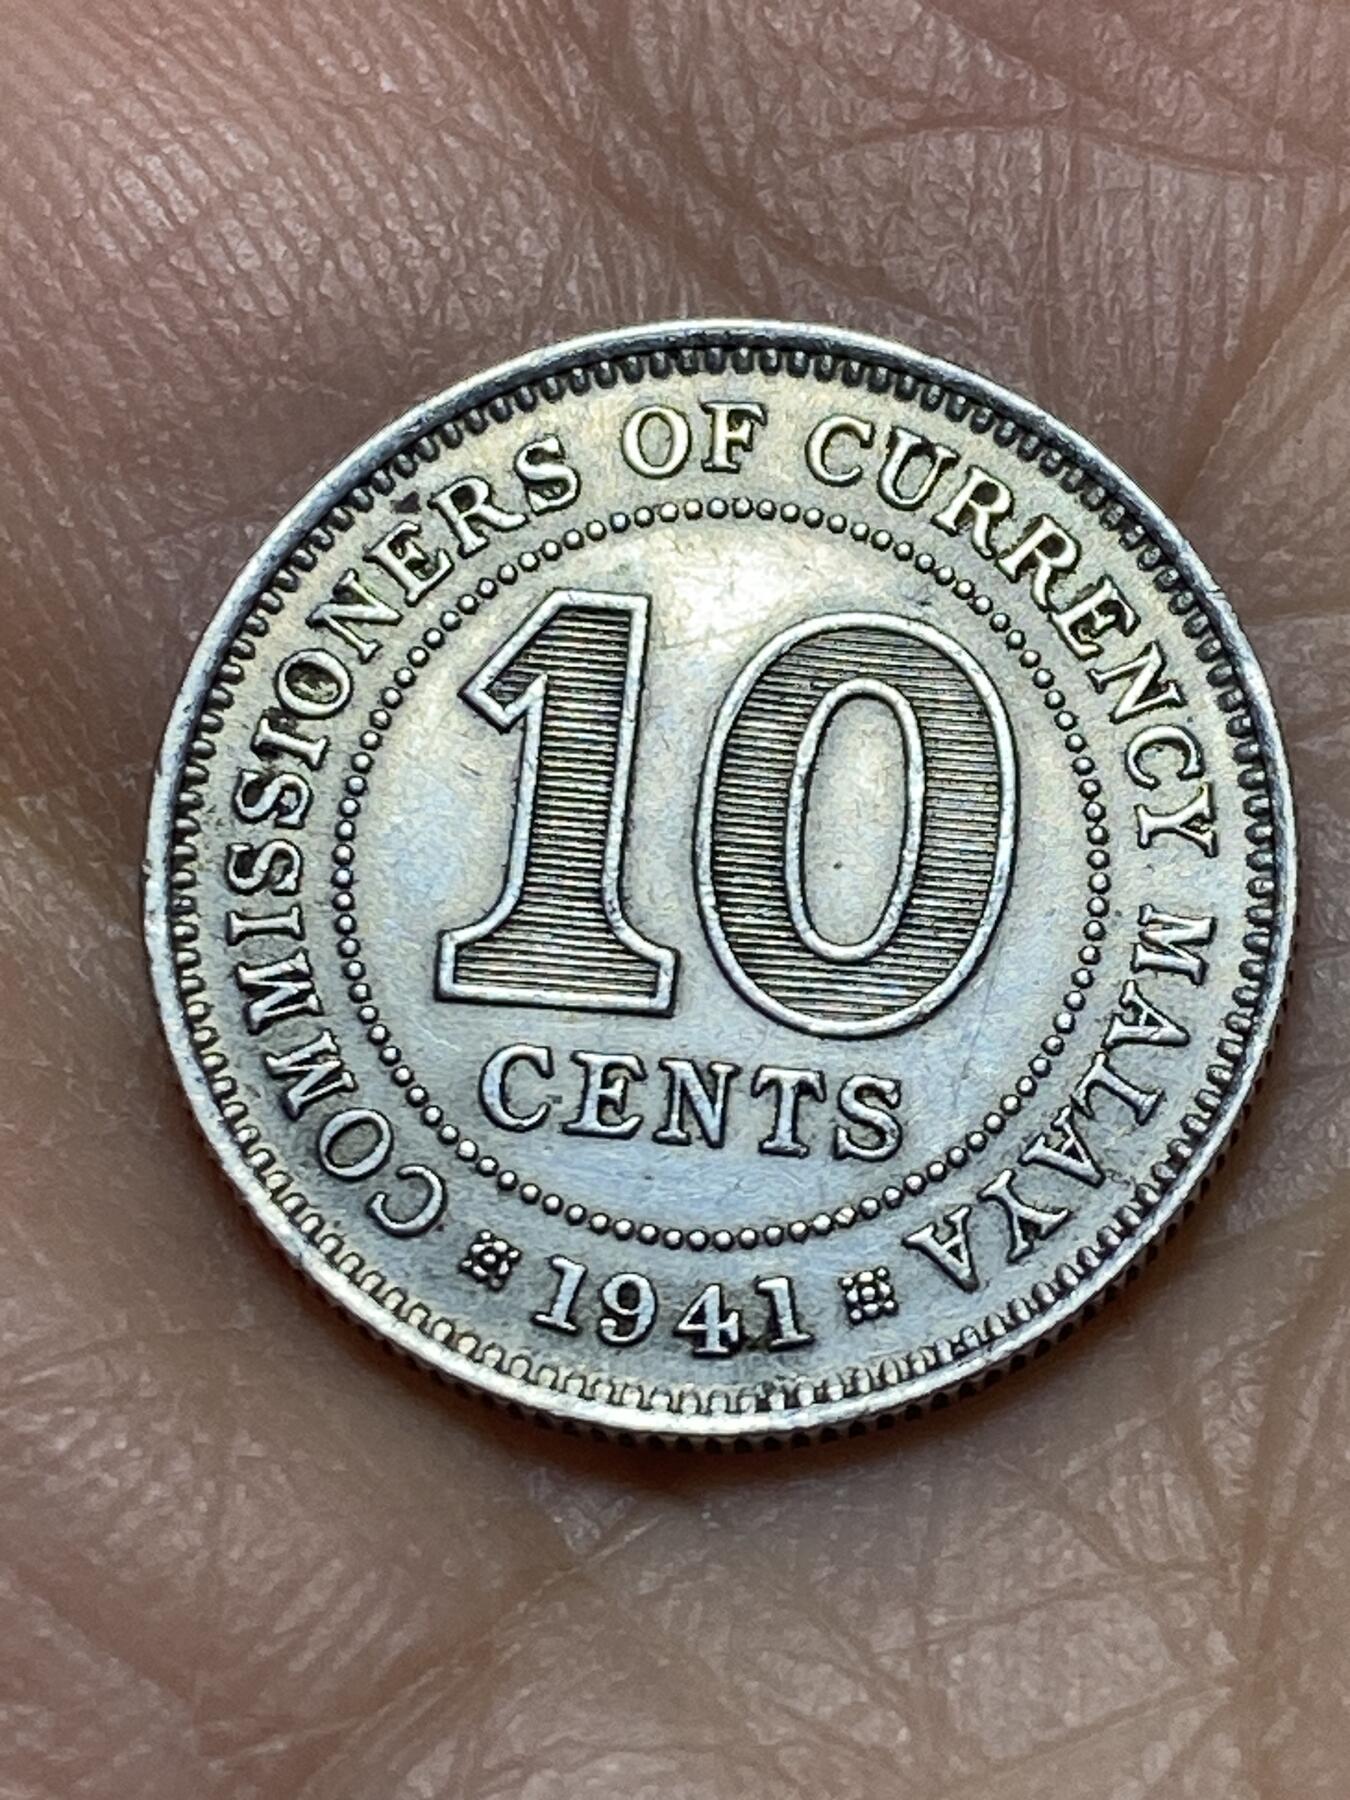 COMMISSIONERS OF CURRENCY MALAYA
10
CENTS
1941